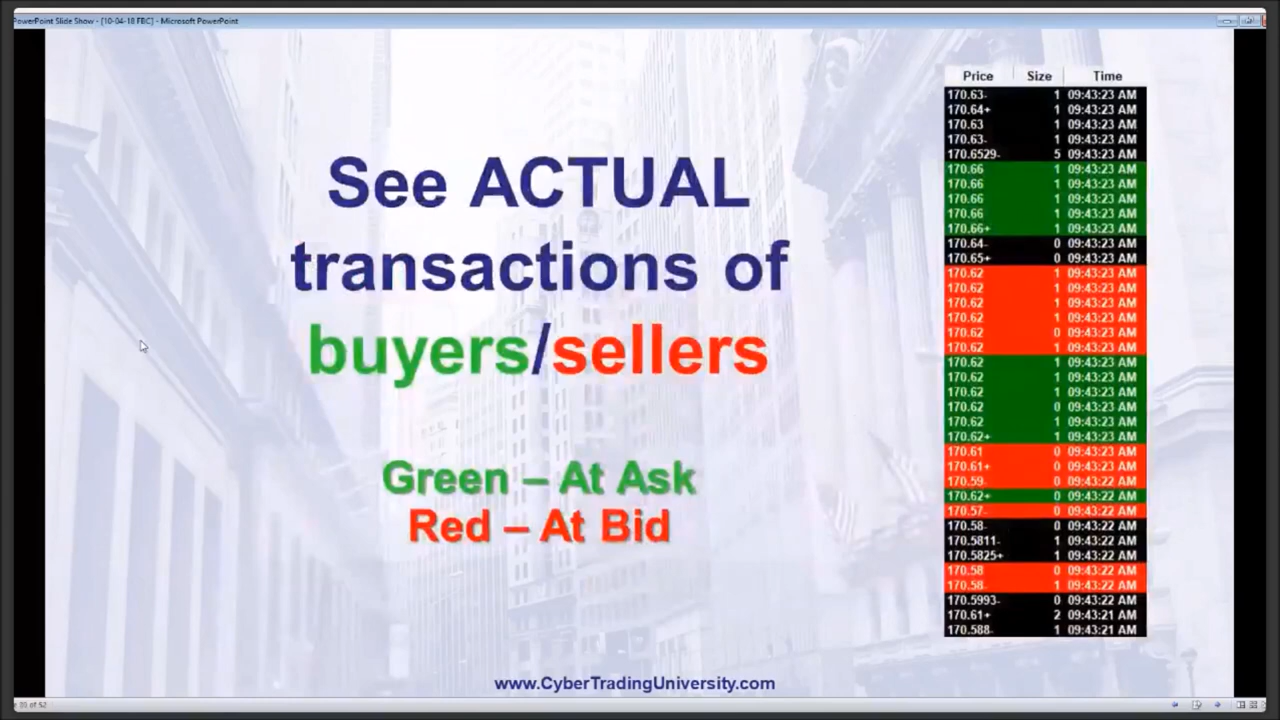 PowerPoint Slide Show - [10-04-18 FBC] - Microsoft PowerPoint
See ACTUAL
transactions of
buyers/sellers
Green – At Ask
Red – At Bid
www.CyberTradingUniversity.com
Price Size Time
170.63- 1 09:43:23 AM
170.64+ 1 09:43:23 AM
170.63 1 09:43:23 AM
170.63- 1 09:43:23 AM
170.6529- 5 09:43:23 AM
170.66 1 09:43:23 AM
170.66 1 09:43:23 AM
170.66 1 09:43:23 AM
170.66 1 09:43:23 AM
170.66+ 1 09:43:23 AM
170.64- 0 09:43:23 AM
170.65+ 0 09:43:23 AM
170.62 1 09:43:23 AM
170.62 1 09:43:23 AM
170.62 1 09:43:23 AM
170.62 1 09:43:23 AM
170.62 0 09:43:23 AM
170.62 1 09:43:23 AM
170.62 1 09:43:23 AM
170.62 1 09:43:23 AM
170.62 1 09:43:23 AM
170.62 0 09:43:23 AM
170.62 1 09:43:23 AM
170.62+ 1 09:43:23 AM
170.61 0 09:43:23 AM
170.61+ 0 09:43:23 AM
170.59- 0 09:43:23 AM
170.62+ 0 09:43:22 AM
170.57- 0 09:43:22 AM
170.58- 0 09:43:22 AM
170.5811- 1 09:43:22 AM
170.5825+ 1 09:43:22 AM
170.58 0 09:43:22 AM
170.58- 1 09:43:22 AM
170.5993- 0 09:43:22 AM
170.61+ 2 09:43:21 AM
170.588- 1 09:43:21 AM